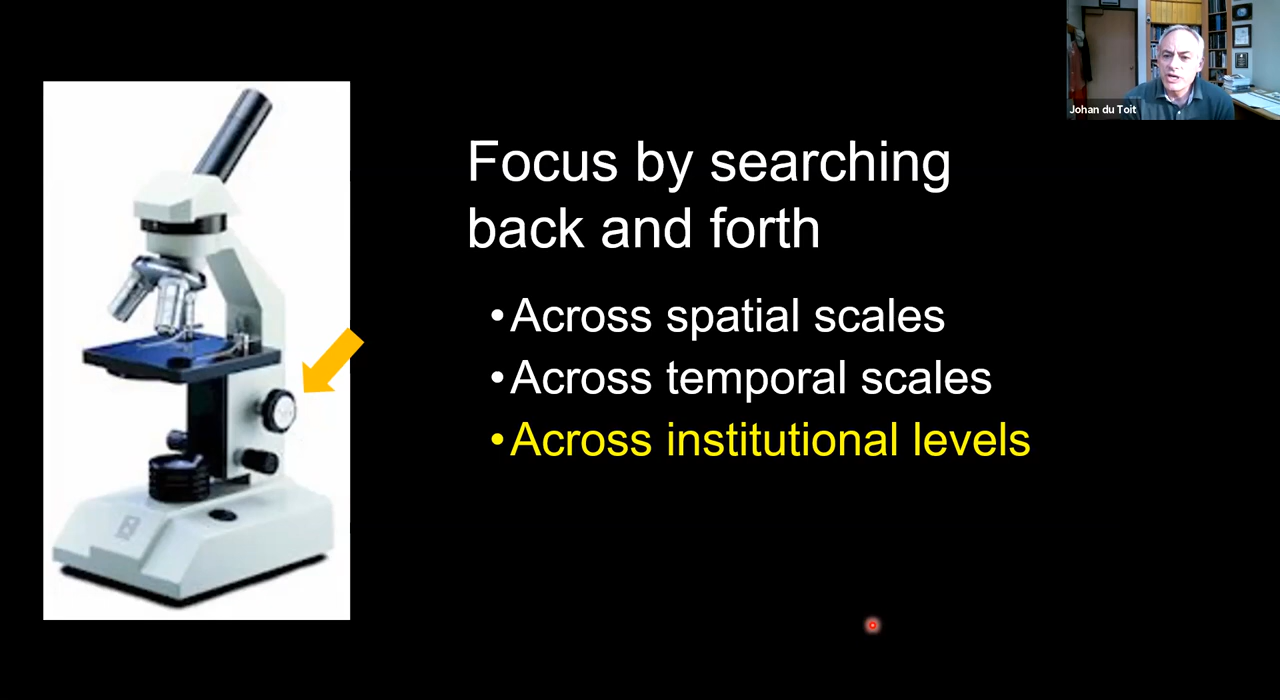 Johan du Toit
Focus by searching
back and forth
•Across spatial scales
•Across temporal scales
•Across institutional levels